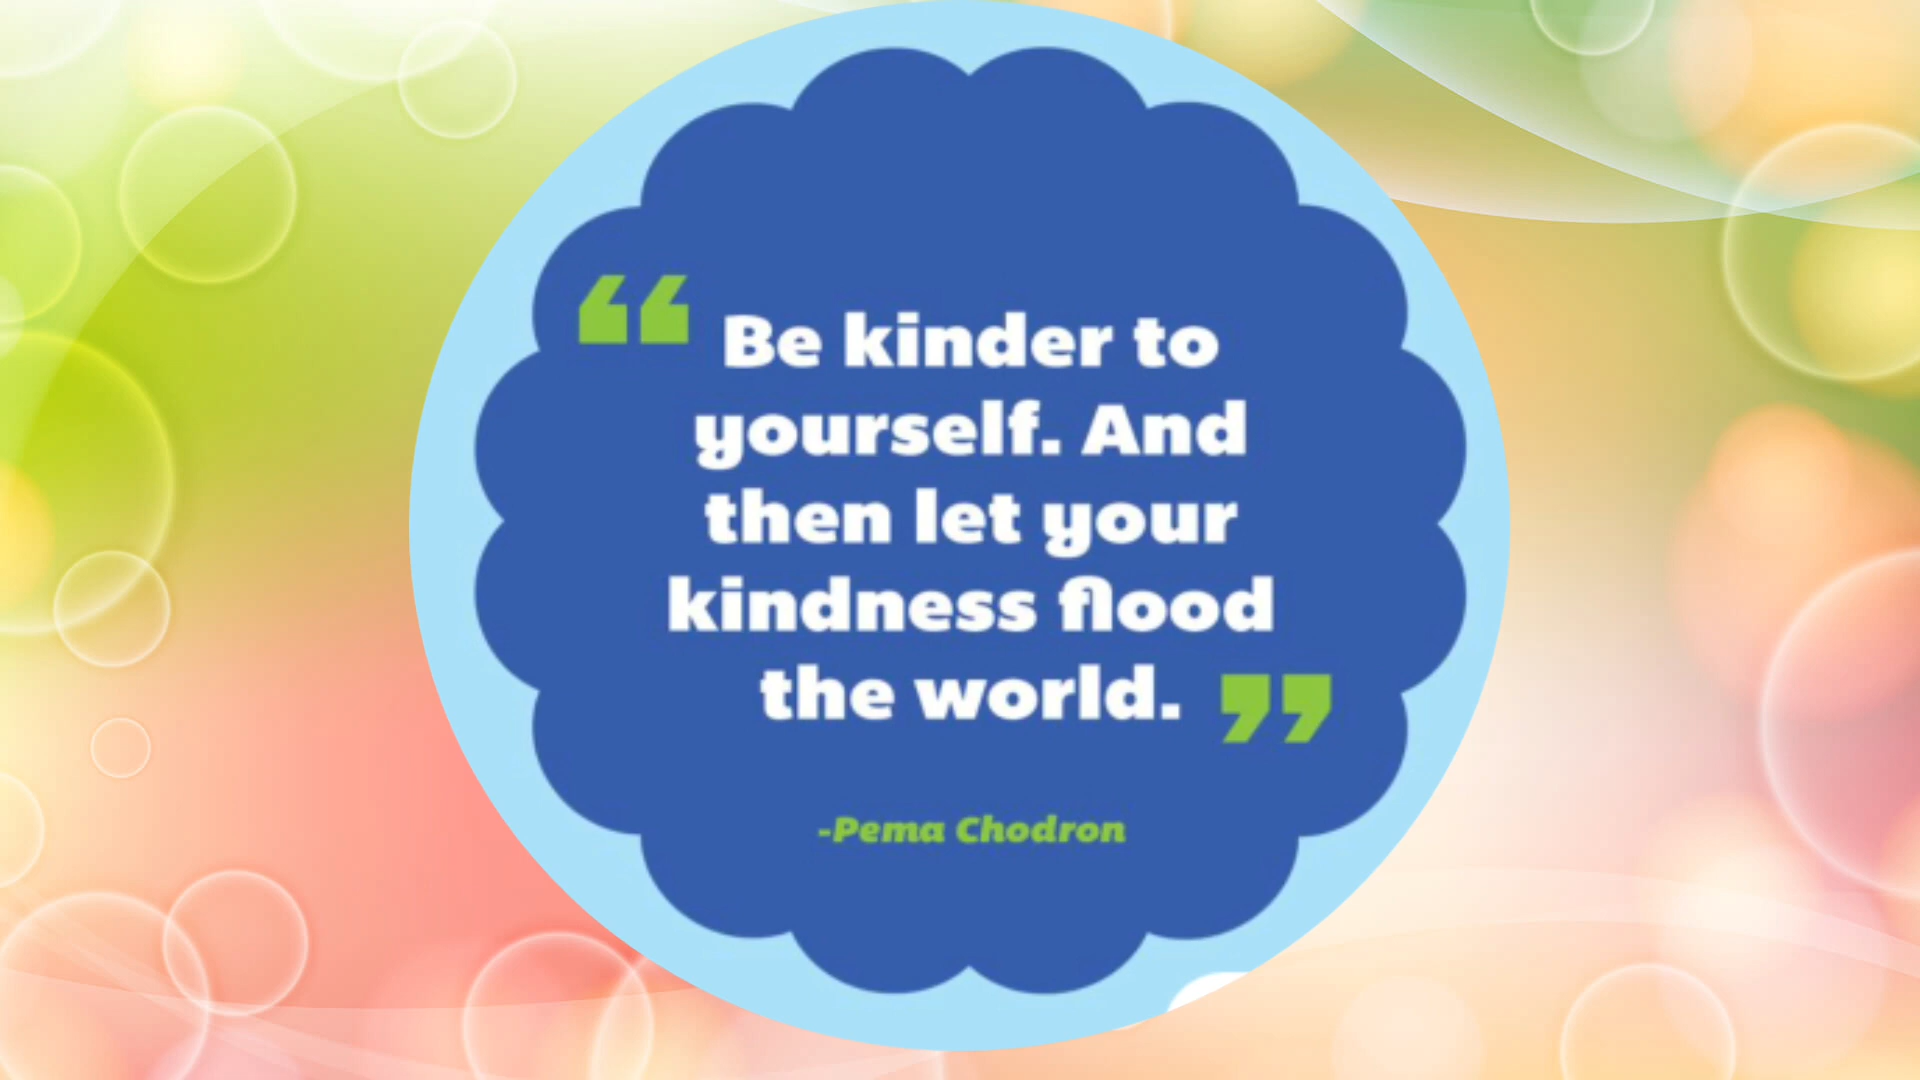 “ Be kinder to
yourself. And
then let your
kindness flood
the world. ”
-Pema Chodron